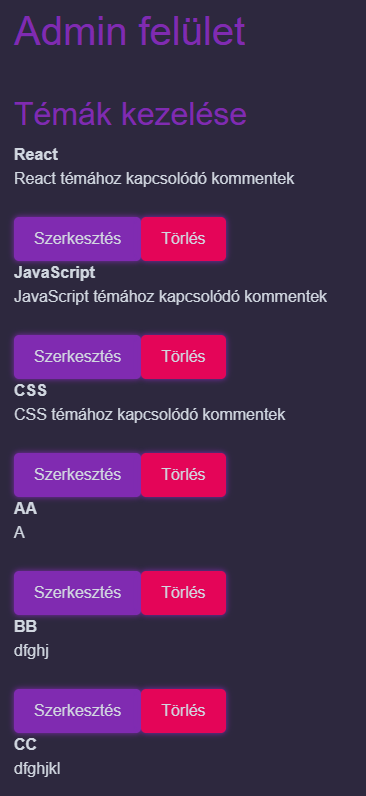 Admin felület
Témák kezelése
React
React témához kapcsolódó kommentek
Szerkesztés Törlés
JavaScript
JavaScript témához kapcsolódó kommentek
Szerkesztés Törlés
CSS
CSS témához kapcsolódó kommentek
Szerkesztés Törlés
AA
A
Szerkesztés Törlés
BB
dfghj
Szerkesztés Törlés
CC
dfghjkl